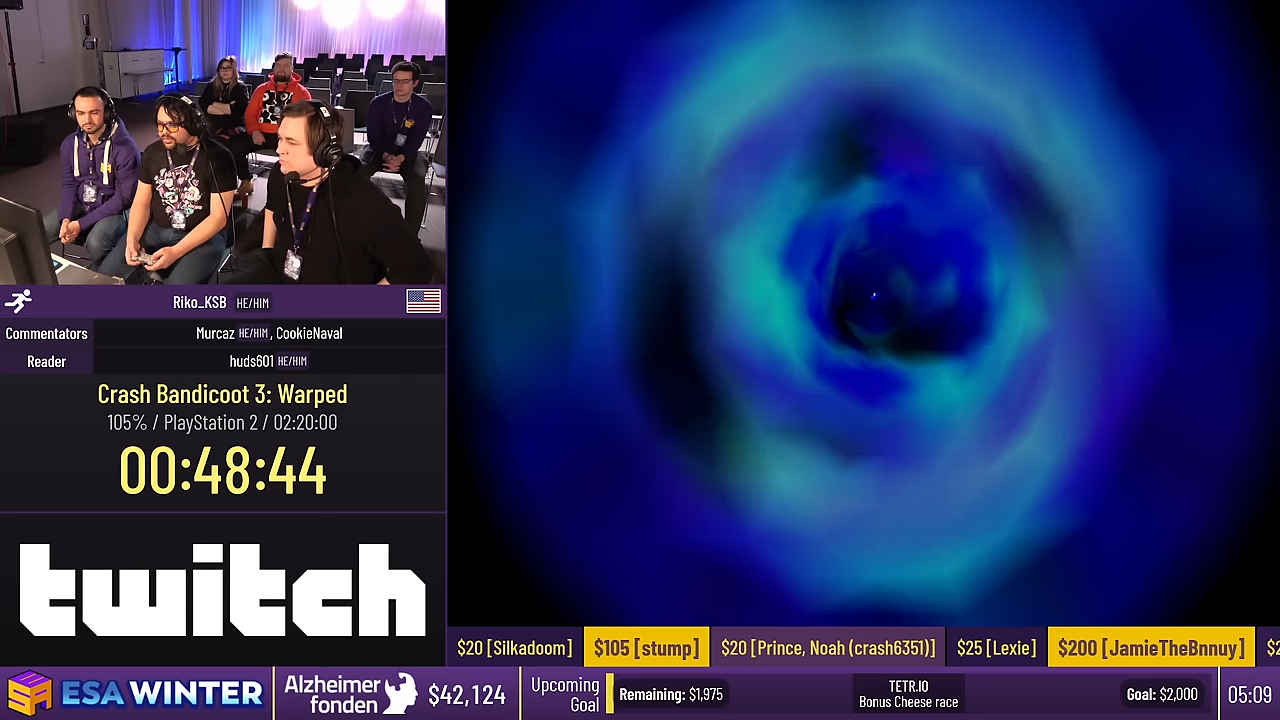 Riko_KSB HE/HIM
Commentators Murcaz HE/HIM, CookieNaval
Reader huds601 HE/HIM
Crash Bandicoot 3: Warped
105% / PlayStation 2 / 02:20:00
00:48:44
twitch
$20 [Silkadoom] $105 [stump] $20 [Prince, Noah (crash6351)] $25 [Lexie] $200 [JamieTheBnnuy]
ESA WINTER
Alzheimer
fonden
$42,124
Upcoming
Goal
Remaining: $1,975
TETR.IO
Bonus Cheese race
Goal: $2,000
05:09